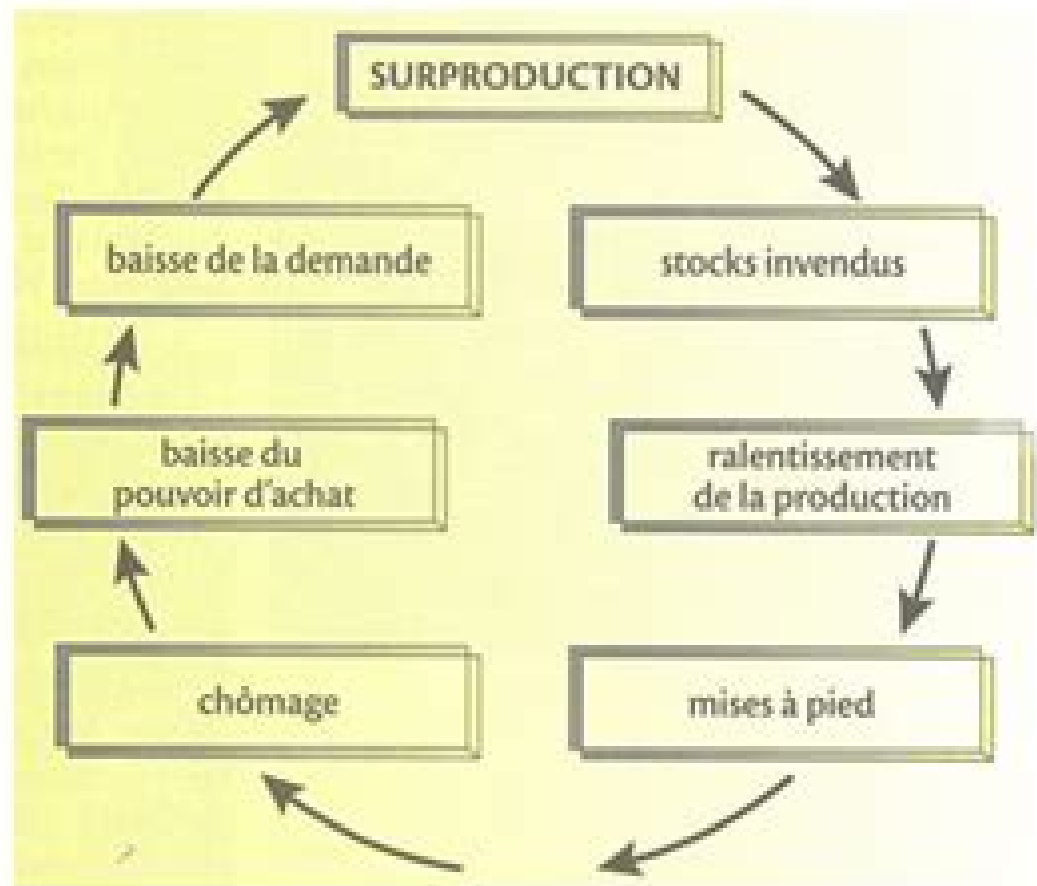 SURPRODUCTION
stocks invendus
ralentissement
de la production
mises à pied
chômage
baisse du
pouvoir d'achat
baisse de la demande